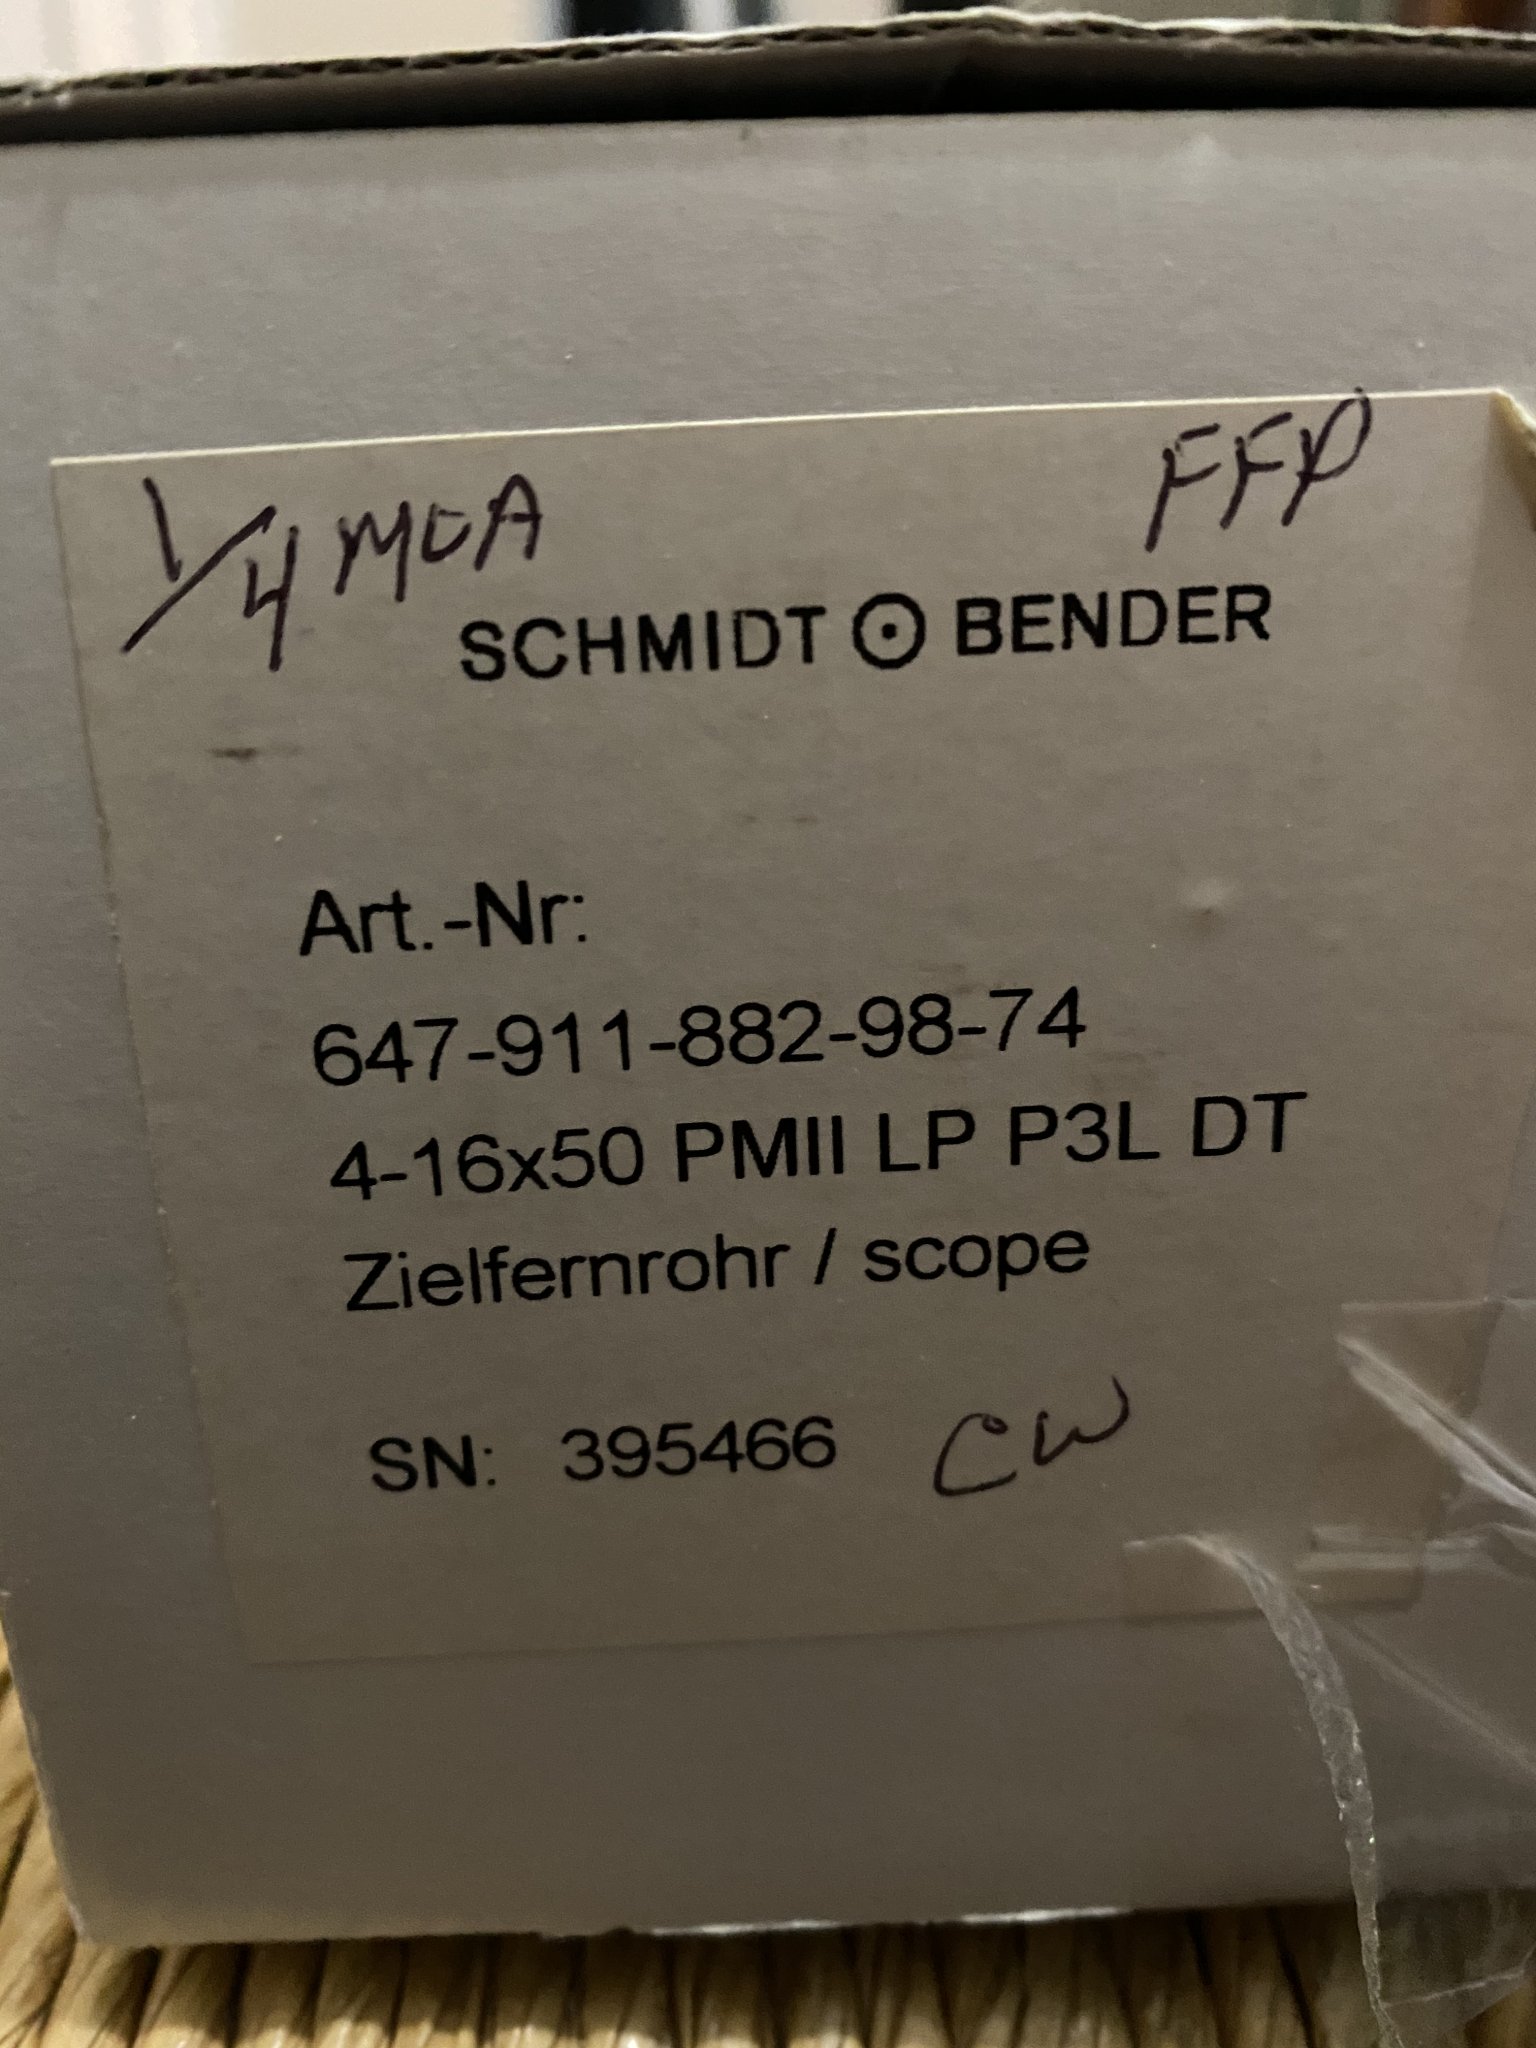 1/4 MOA
FFP
SCHMIDT BENDER
Art.-Nr:
647-911-882-98-74
4-16x50 PMII LP P3L DT
Zielfernrohr / scope
SN: 395466 CW